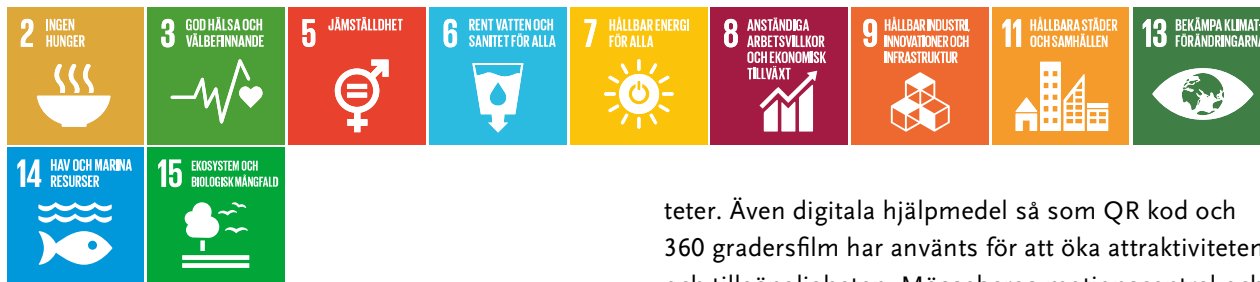 2 INGEN
HUNGER
3 GOD HÄLSA OCH
VÄLBEFINNANDE
5 JÄMSTÄLLDHET
6 RENT VATTEN OCH
SANITET FÖR ALLA
7 HÅLLBAR ENERGI
FÖR ALLA
8 ANSTÄNDIGA
ARBETSVILLKOR
OCH EKONOMISK
TILLVÄXT
9 HÅLLBAR INDUSTRI,
INNOVATIONER OCH
INFRASTRUKTUR
11 HÅLLBARA STÄDER
OCH SAMHÄLLEN
13 BEKÄMPA KLIMAT-
FÖRÄNDRINGARNA
14 HAV OCH MARINA
RESURSER
15 EKOSYSTEM OCH
BIOLOGISK MÅNGFALD
teter. Även digitala hjälpmedel så som QR kod och
360 gradersfilm har använts för att öka attraktiviteten